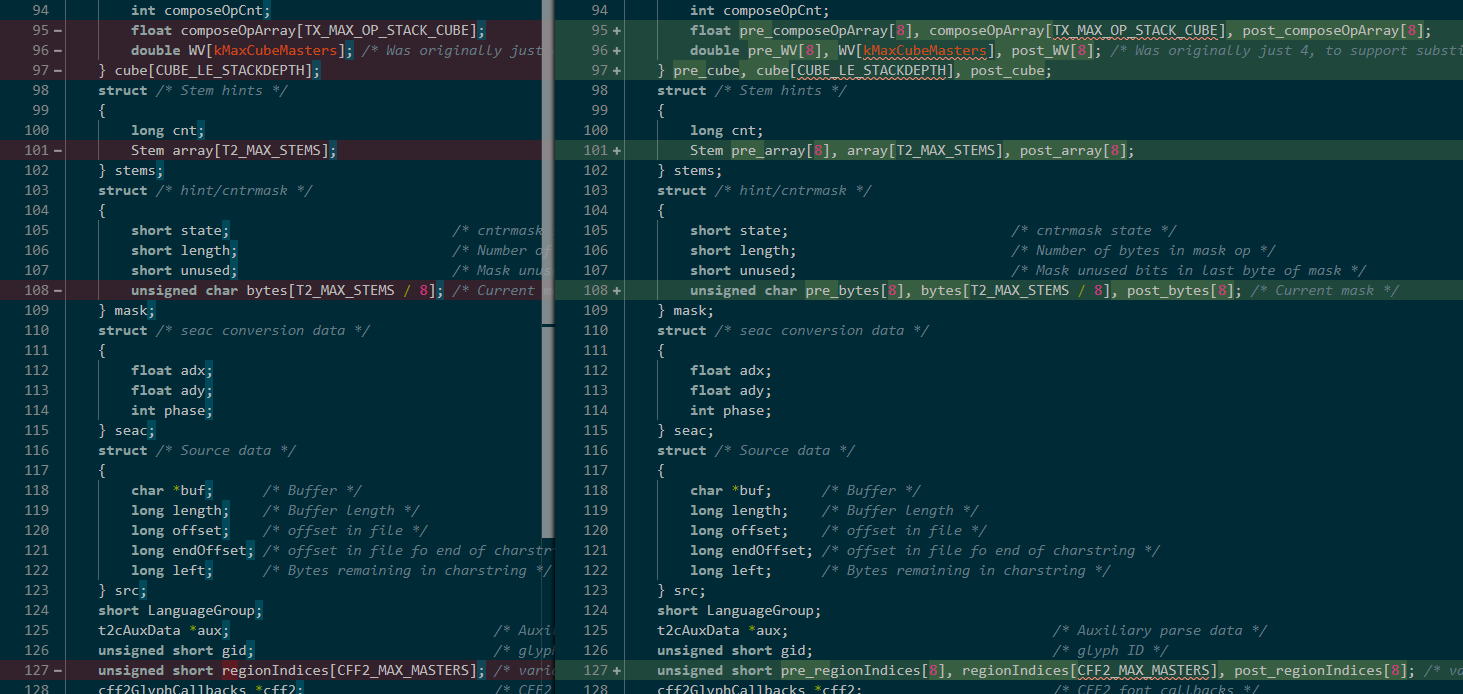 94 int composeOpCnt;
95 - float composeOpArray[TX_MAX_OP_STACK_CUBE];
96 - double WV[kMaxCubeMasters]; /* Was originally just
97 - } cube[CUBE_LE_STACKDEPTH];
98 struct /* Stem hints */
99 {
100 long cnt;
101 - Stem array[T2_MAX_STEMS];
102 } stems;
103 struct /* hint/cntrmask */
104 {
105 short state; /* cntrmask
106 short length; /* Number of
107 short unused; /* Mask unus
108 - unsigned char bytes[T2_MAX_STEMS / 8]; /* Current
109 } mask;
110 struct /* seac conversion data */
111 {
112 float adx;
113 float ady;
114 int phase;
115 } seac;
116 struct /* Source data */
117 {
118 char *buf; /* Buffer */
119 long length; /* Buffer length */
120 long offset; /* offset in file */
121 long endOffset; /* offset in file fo end of charstr
122 long left; /* Bytes remaining in charstring */
123 } src;
124 short LanguageGroup;
125 t2cAuxData *aux; /* Auxi
126 unsigned short gid; /* glyph
127 - unsigned short regionIndices[CFF2_MAX_MASTERS]; /* vari
128 cff2GlyphCallbacks *cff2; /* CFF2
94 int composeOpCnt;
95 + float pre_composeOpArray[8], composeOpArray[TX_MAX_OP_STACK_CUBE], post_composeOpArray[8];
96 + double pre_WV[8], WV[kMaxCubeMasters], post_WV[8]; /* Was originally just 4, to support substi
97 + } pre_cube, cube[CUBE_LE_STACKDEPTH], post_cube;
98 struct /* Stem hints */
99 {
100 long cnt;
101 + Stem pre_array[8], array[T2_MAX_STEMS], post_array[8];
102 } stems;
103 struct /* hint/cntrmask */
104 {
105 short state; /* cntrmask state */
106 short length; /* Number of bytes in mask op */
107 short unused; /* Mask unused bits in last byte of mask */
108 + unsigned char pre_bytes[8], bytes[T2_MAX_STEMS / 8], post_bytes[8]; /* Current mask */
109 } mask;
110 struct /* seac conversion data */
111 {
112 float adx;
113 float ady;
114 int phase;
115 } seac;
116 struct /* Source data */
117 {
118 char *buf; /* Buffer */
119 long length; /* Buffer length */
120 long offset; /* offset in file */
121 long endOffset; /* offset in file fo end of charstring */
122 long left; /* Bytes remaining in charstring */
123 } src;
124 short LanguageGroup;
125 t2cAuxData *aux; /* Auxiliary parse data */
126 unsigned short gid; /* glyph ID */
127 + unsigned short pre_regionIndices[8], regionIndices[CFF2_MAX_MASTERS], post_regionIndices[8]; /* va
128 cff2GlyphCallbacks *cff2; /* CFF2 font callbacks */